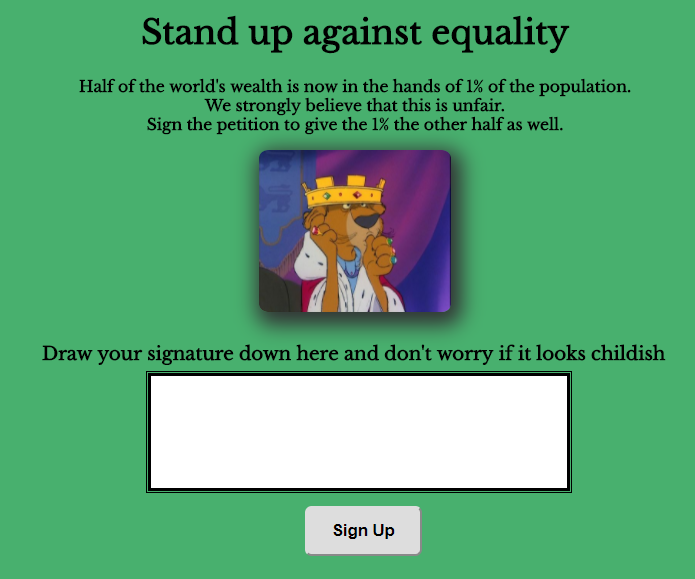 Stand up against equality
Half of the world's wealth is now in the hands of 1% of the population.
We strongly believe that this is unfair.
Sign the petition to give the 1% the other half as well.
Draw your signature down here and don't worry if it looks childish
Sign Up